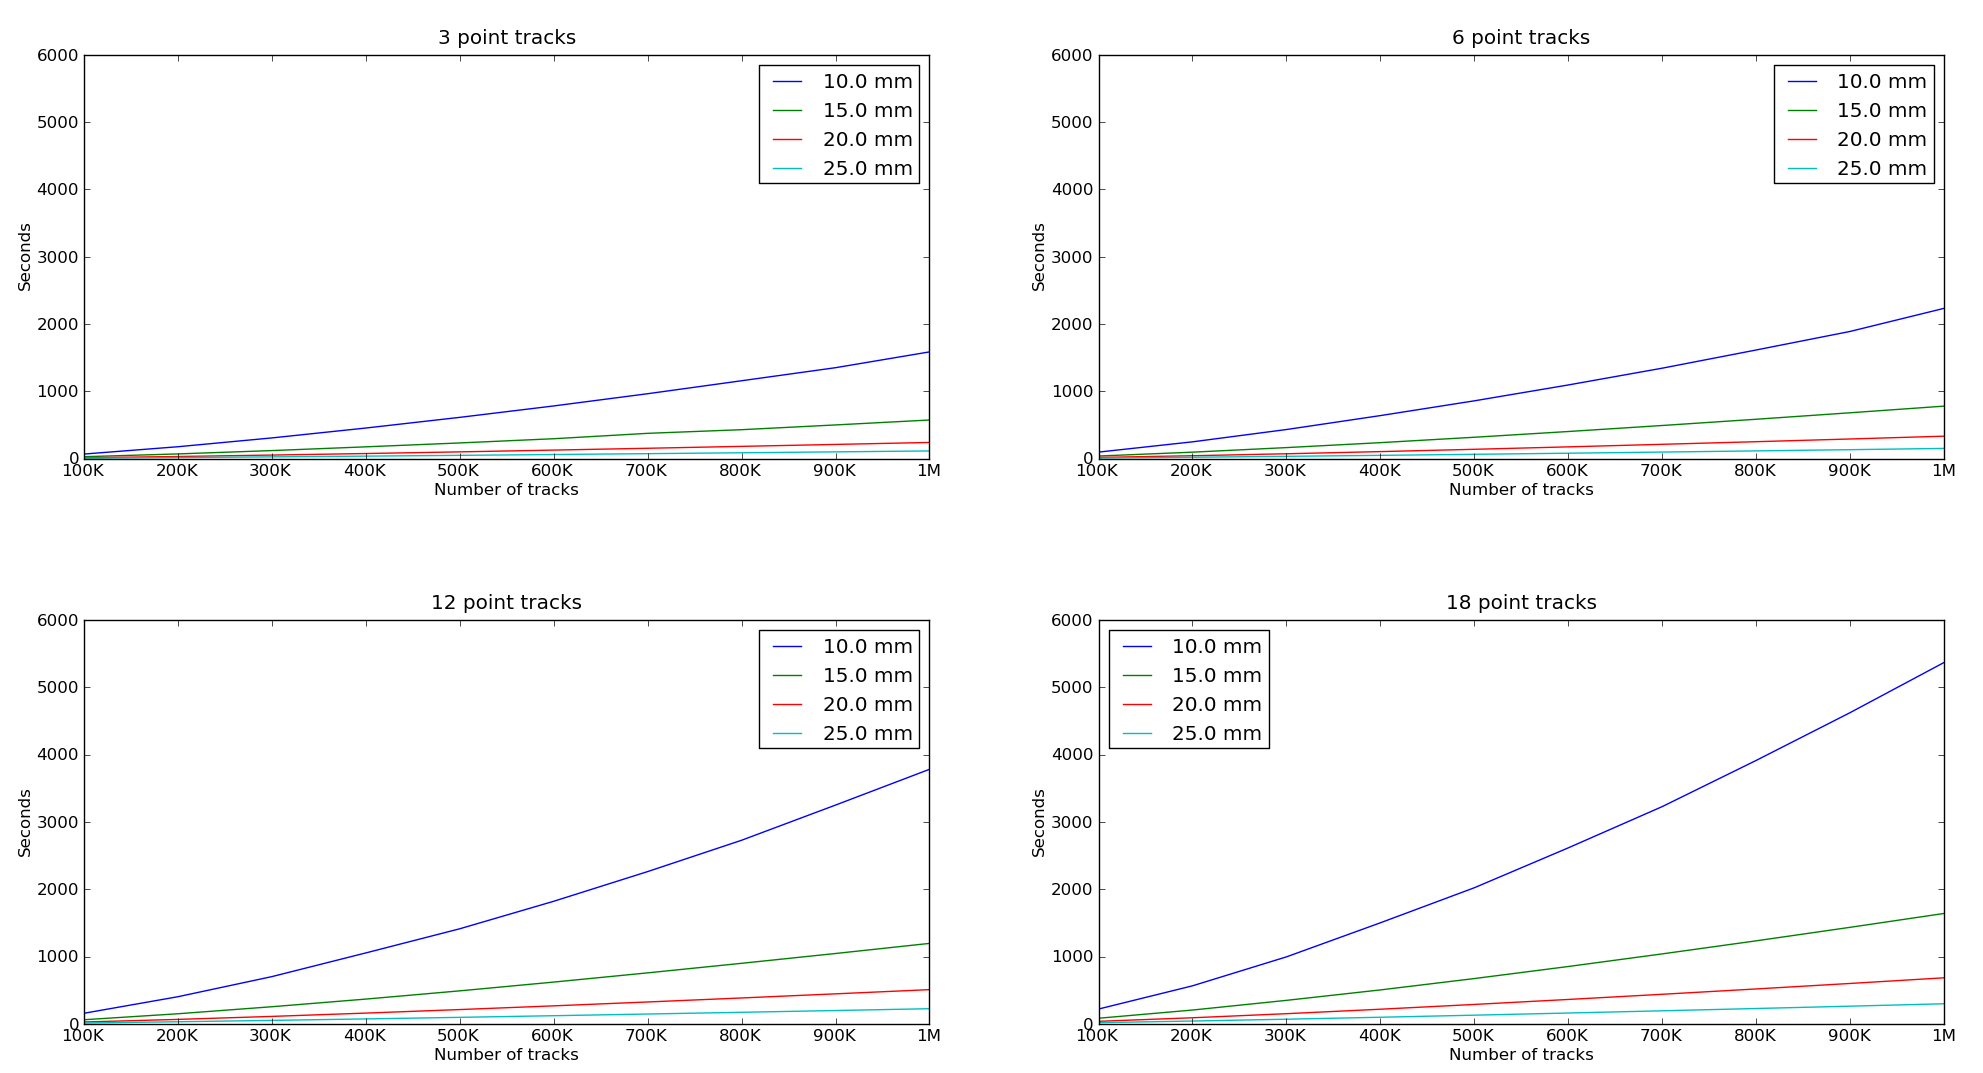 3 point tracks
6000
5000
4000
3000
2000
1000
0
Seconds
10.0 mm
15.0 mm
20.0 mm
25.0 mm
100K 200K 300K 400K 500K 600K 700K 800K 900K 1M
Number of tracks
6 point tracks
6000
5000
4000
3000
2000
1000
0
Seconds
10.0 mm
15.0 mm
20.0 mm
25.0 mm
100K 200K 300K 400K 500K 600K 700K 800K 900K 1M
Number of tracks
12 point tracks
6000
5000
4000
3000
2000
1000
0
Seconds
10.0 mm
15.0 mm
20.0 mm
25.0 mm
100K 200K 300K 400K 500K 600K 700K 800K 900K 1M
Number of tracks
18 point tracks
6000
5000
4000
3000
2000
1000
0
Seconds
10.0 mm
15.0 mm
20.0 mm
25.0 mm
100K 200K 300K 400K 500K 600K 700K 800K 900K 1M
Number of tracks